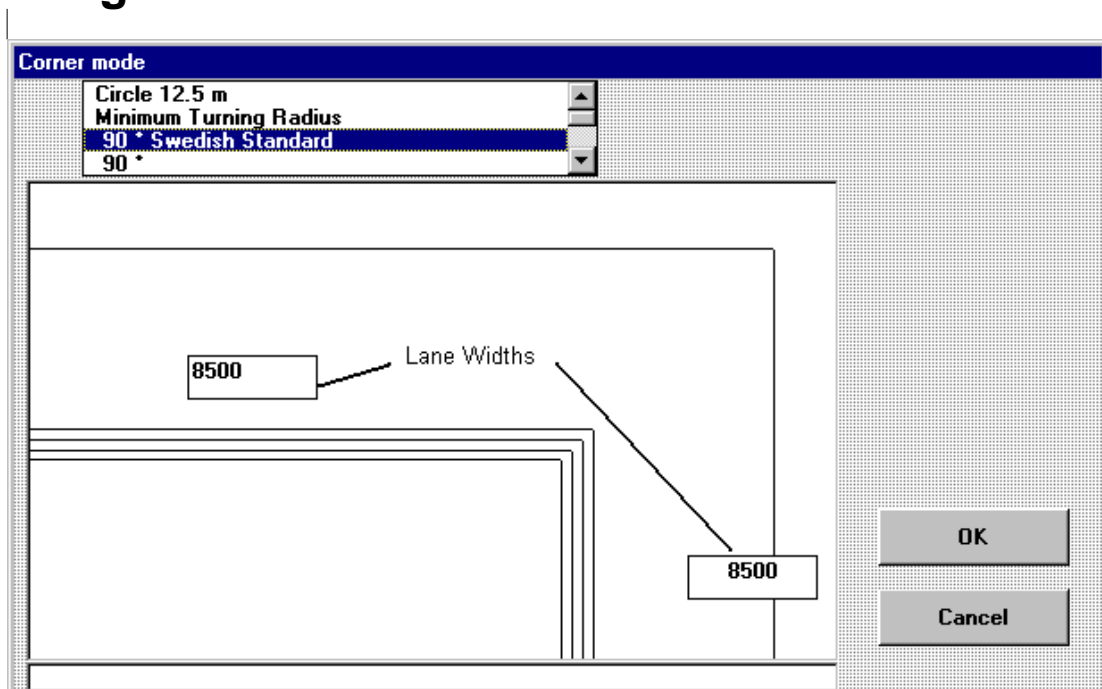 Corner mode
Circle 12.5 m
Minimum Turning Radius
90 * Swedish Standard
90 *
8500
Lane Widths
8500
OK
Cancel